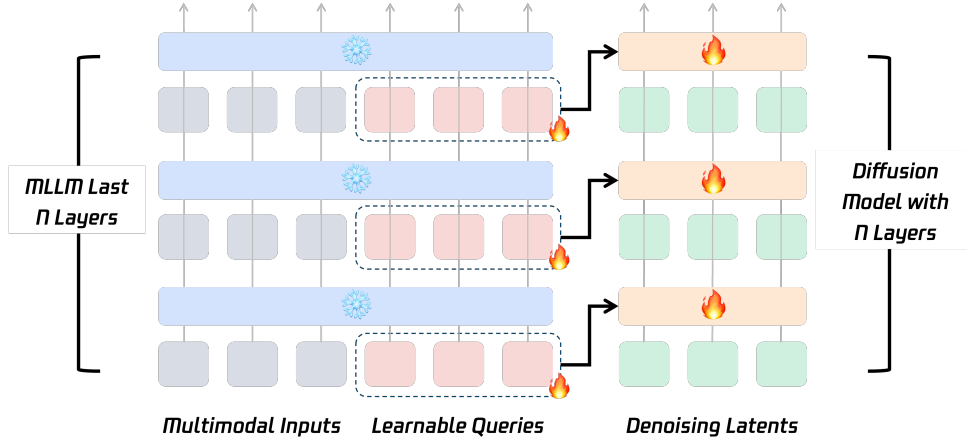 MLLM Last
N Layers
Diffusion
Model with
N Layers
Multimodal Inputs
Learnable Queries
Denoising Latents